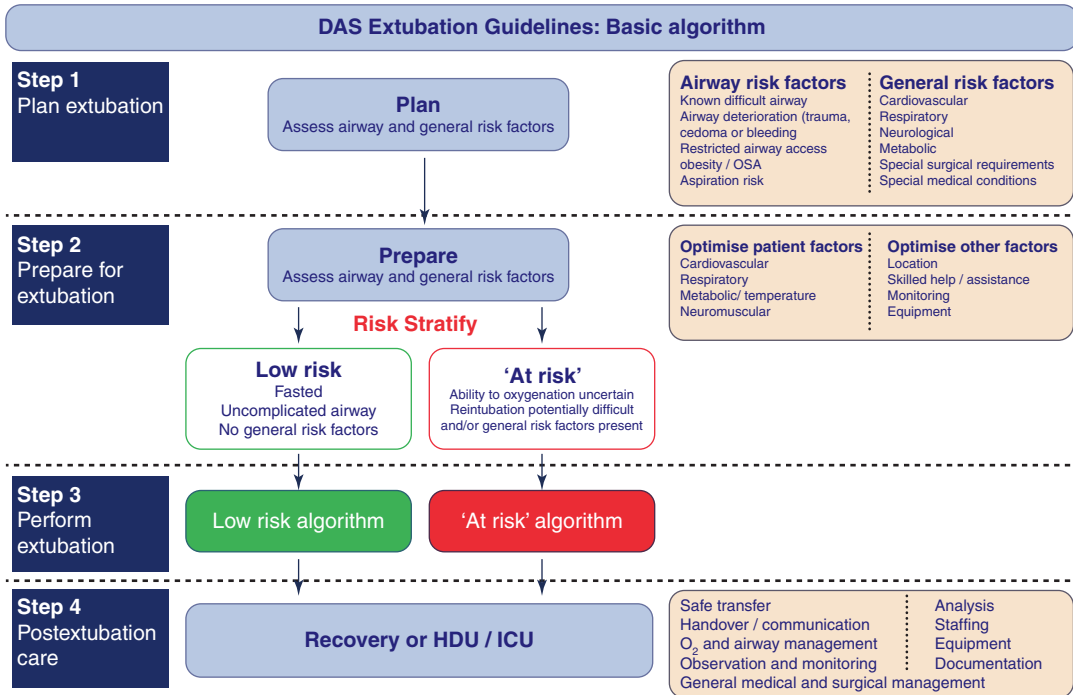 DAS Extubation Guidelines: Basic algorithm
Step 1
Plan extubation
Plan
Assess airway and general risk factors
Airway risk factors
Known difficult airway
Airway deterioration (trauma,
cedoma or bleeding
Restricted airway access
obesity / OSA
Aspiration risk
General risk factors
Cardiovascular
Respiratory
Neurological
Metabolic
Special surgical requirements
Special medical conditions
Step 2
Prepare for
extubation
Prepare
Assess airway and general risk factors
Optimise patient factors
Cardiovascular
Respiratory
Metabolic/ temperature
Neuromuscular
Optimise other factors
Location
Skilled help / assistance
Monitoring
Equipment
Risk Stratify
Low risk
Fasted
Uncomplicated airway
No general risk factors
‘At risk’
Ability to oxygenation uncertain
Reintubation potentially difficult
and/or general risk factors present
Step 3
Perform
extubation
Low risk algorithm
‘At risk’ algorithm
Step 4
Postextubation
care
Recovery or HDU / ICU
Safe transfer
Handover / communication
O₂ and airway management
Observation and monitoring
General medical and surgical management
Analysis
Staffing
Equipment
Documentation